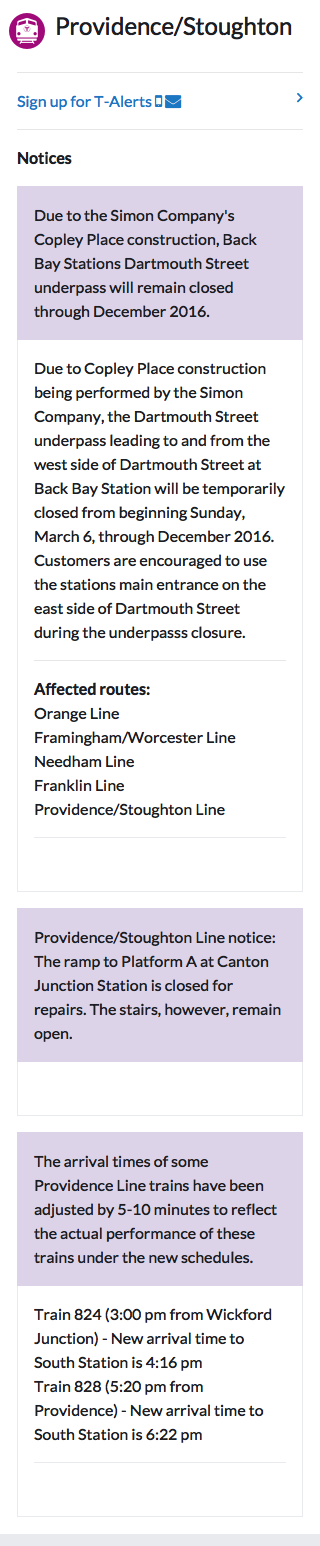 Providence/Stoughton
Sign up for T-Alerts
Notices
Due to the Simon Company's
Copley Place construction, Back
Bay Stations Dartmouth Street
underpass will remain closed
through December 2016.
Due to Copley Place construction
being performed by the Simon
Company, the Dartmouth Street
underpass leading to and from the
west side of Dartmouth Street at
Back Bay Station will be temporarily
closed from beginning Sunday,
March 6, through December 2016.
Customers are encouraged to use
the stations main entrance on the
east side of Dartmouth Street
during the underpasss closure.
Affected routes:
Orange Line
Framingham/Worcester Line
Needham Line
Franklin Line
Providence/Stoughton Line
Providence/Stoughton Line notice:
The ramp to Platform A at Canton
Junction Station is closed for
repairs. The stairs, however, remain
open.
The arrival times of some
Providence Line trains have been
adjusted by 5-10 minutes to reflect
the actual performance of these
trains under the new schedules.
Train 824 (3:00 pm from Wickford
Junction) - New arrival time to
South Station is 4:16 pm
Train 828 (5:20 pm from
Providence) - New arrival time to
South Station is 6:22 pm